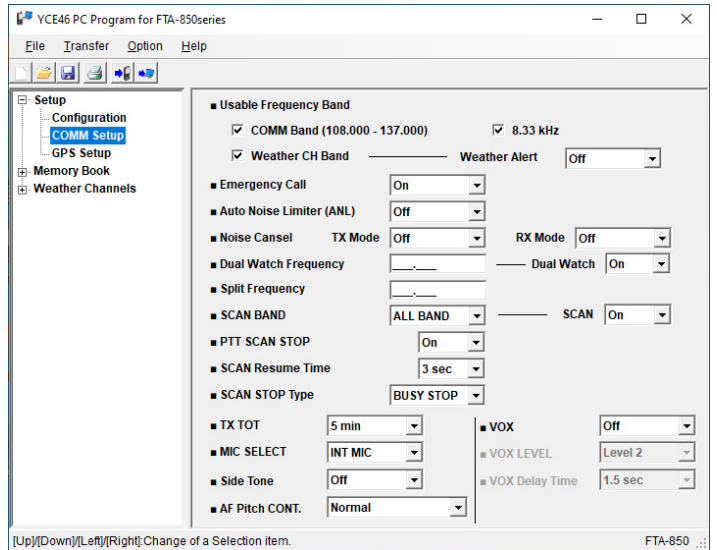 YCE46 PC Program for FTA-850series
File Transfer Option Help
Setup
Configuration
COMM Setup
GPS Setup
Memory Book
Weather Channels
Usable Frequency Band
COMM Band (108.000 - 137.000) 8.33 kHz
Weather CH Band Weather Alert Off
Emergency Call On
Auto Noise Limiter (ANL) Off
Noise Cansel TX Mode Off RX Mode Off
Dual Watch Frequency ___.___ Dual Watch On
Split Frequency ___.___
SCAN BAND ALL BAND SCAN On
PTT SCAN STOP On
SCAN Resume Time 3 sec
SCAN STOP Type BUSY STOP
TX TOT 5 min VOX Off
MIC SELECT INT MIC VOX LEVEL Level 2
Side Tone Off VOX Delay Time 1.5 sec
AF Pitch CONT. Normal
[Up]/[Down]/[Left]/[Right]:Change of a Selection item. FTA-850